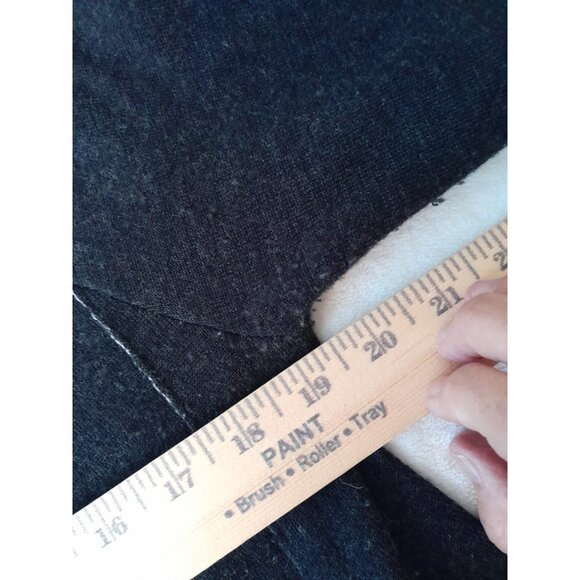 16 17 18 19 20 21
PAINT
• Brush • Roller • Tray